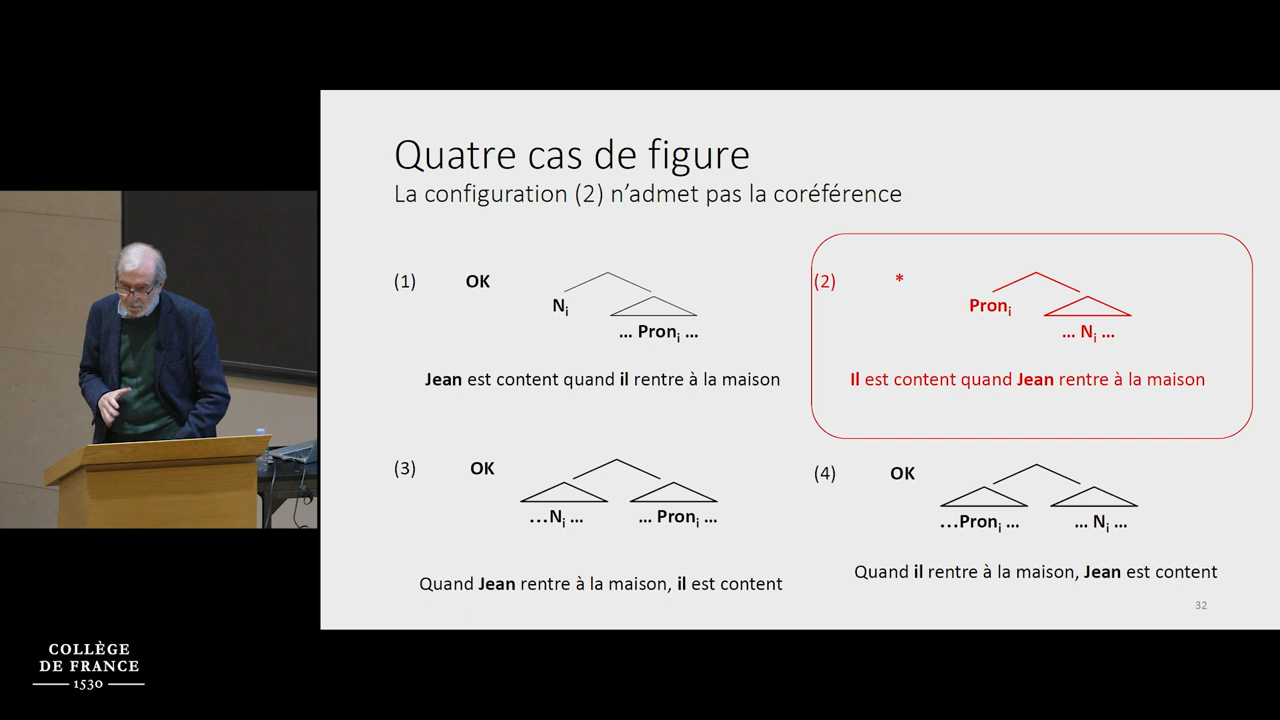 Quatre cas de figure
La configuration (2) n’admet pas la coréférence
(1) OK
Nᵢ
... Pronᵢ ...
Jean est content quand il rentre à la maison
(2) *
Pronᵢ
... Nᵢ ...
Il est content quand Jean rentre à la maison
(3) OK
...Nᵢ ... ... Pronᵢ ...
Quand Jean rentre à la maison, il est content
(4) OK
...Pronᵢ ... ... Nᵢ ...
Quand il rentre à la maison, Jean est content
32
COLLÈGE
DE FRANCE
1530